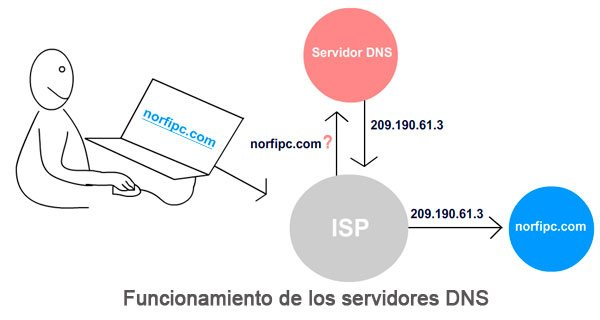 Servidor DNS
norfipc.com
norfipc.com?
209.190.61.3
ISP
209.190.61.3
norfipc.com
Funcionamiento de los servidores DNS